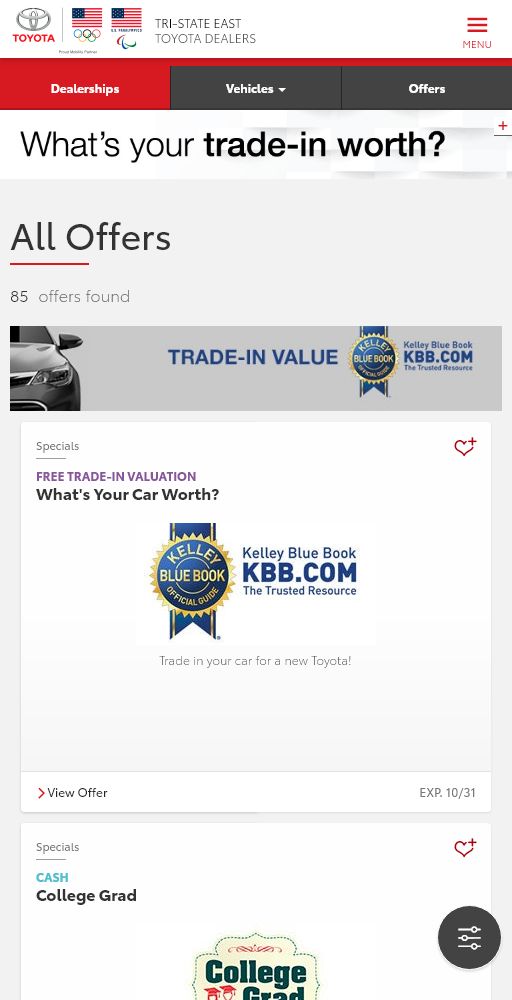 TOYOTA
U.S. PARALYMPICS
Proud Mobility Partner
TRI-STATE EAST
TOYOTA DEALERS
MENU
Dealerships
Vehicles
Offers
What's your trade-in worth?
+
All Offers
85 offers found
TRADE-IN VALUE
KELLEY
BLUE BOOK
OFFICIAL GUIDE
Kelley Blue Book
KBB.COM
The Trusted Resource
Specials
FREE TRADE-IN VALUATION
What's Your Car Worth?
KELLEY
BLUE BOOK
OFFICIAL GUIDE
Kelley Blue Book
KBB.COM
The Trusted Resource
Trade in your car for a new Toyota!
View Offer
EXP. 10/31
Specials
CASH
College Grad
College
Grad